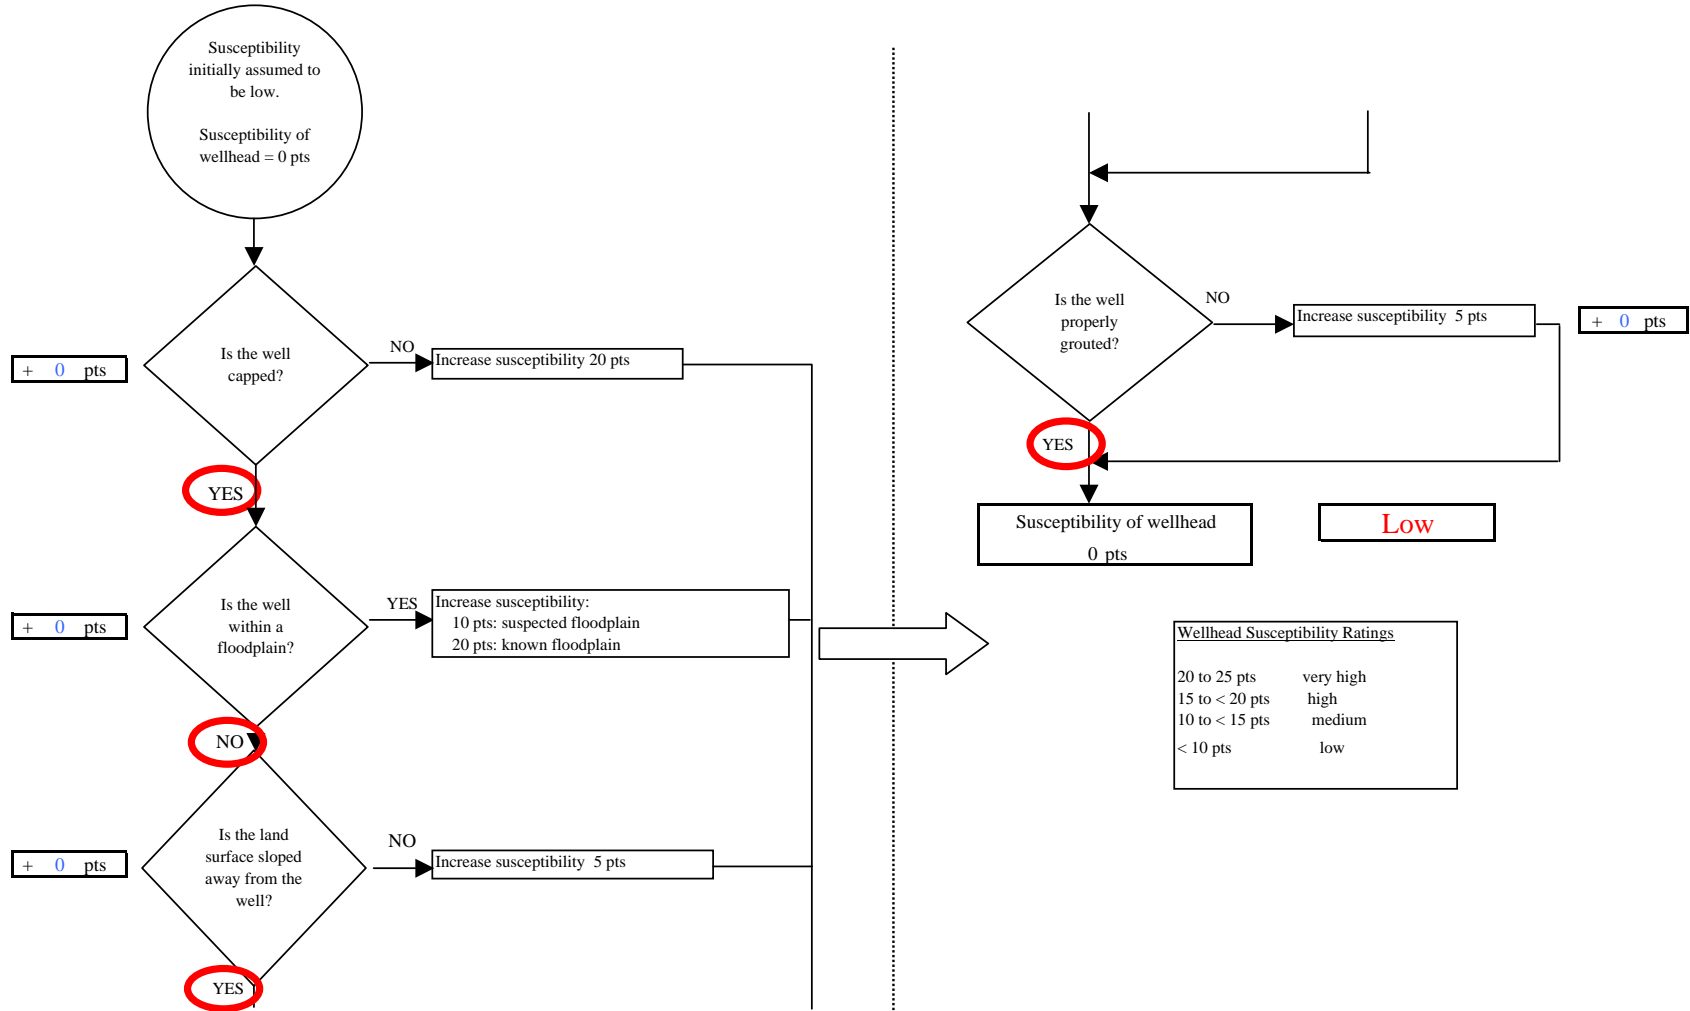 Susceptibility
initially assumed to
be low.
Susceptibility of
wellhead = 0 pts
Is the well
capped?
NO
Increase susceptibility 20 pts
+ 0 pts
YES
Is the well
within a
floodplain?
YES
Increase susceptibility:
10 pts: suspected floodplain
20 pts: known floodplain
+ 0 pts
NO
Is the land
surface sloped
away from the
well?
NO
Increase susceptibility 5 pts
+ 0 pts
YES
Is the well
properly
grouted?
NO
Increase susceptibility 5 pts
+ 0 pts
YES
Susceptibility of wellhead
0 pts
Low
Wellhead Susceptibility Ratings
20 to 25 pts very high
15 to < 20 pts high
10 to < 15 pts medium
< 10 pts low